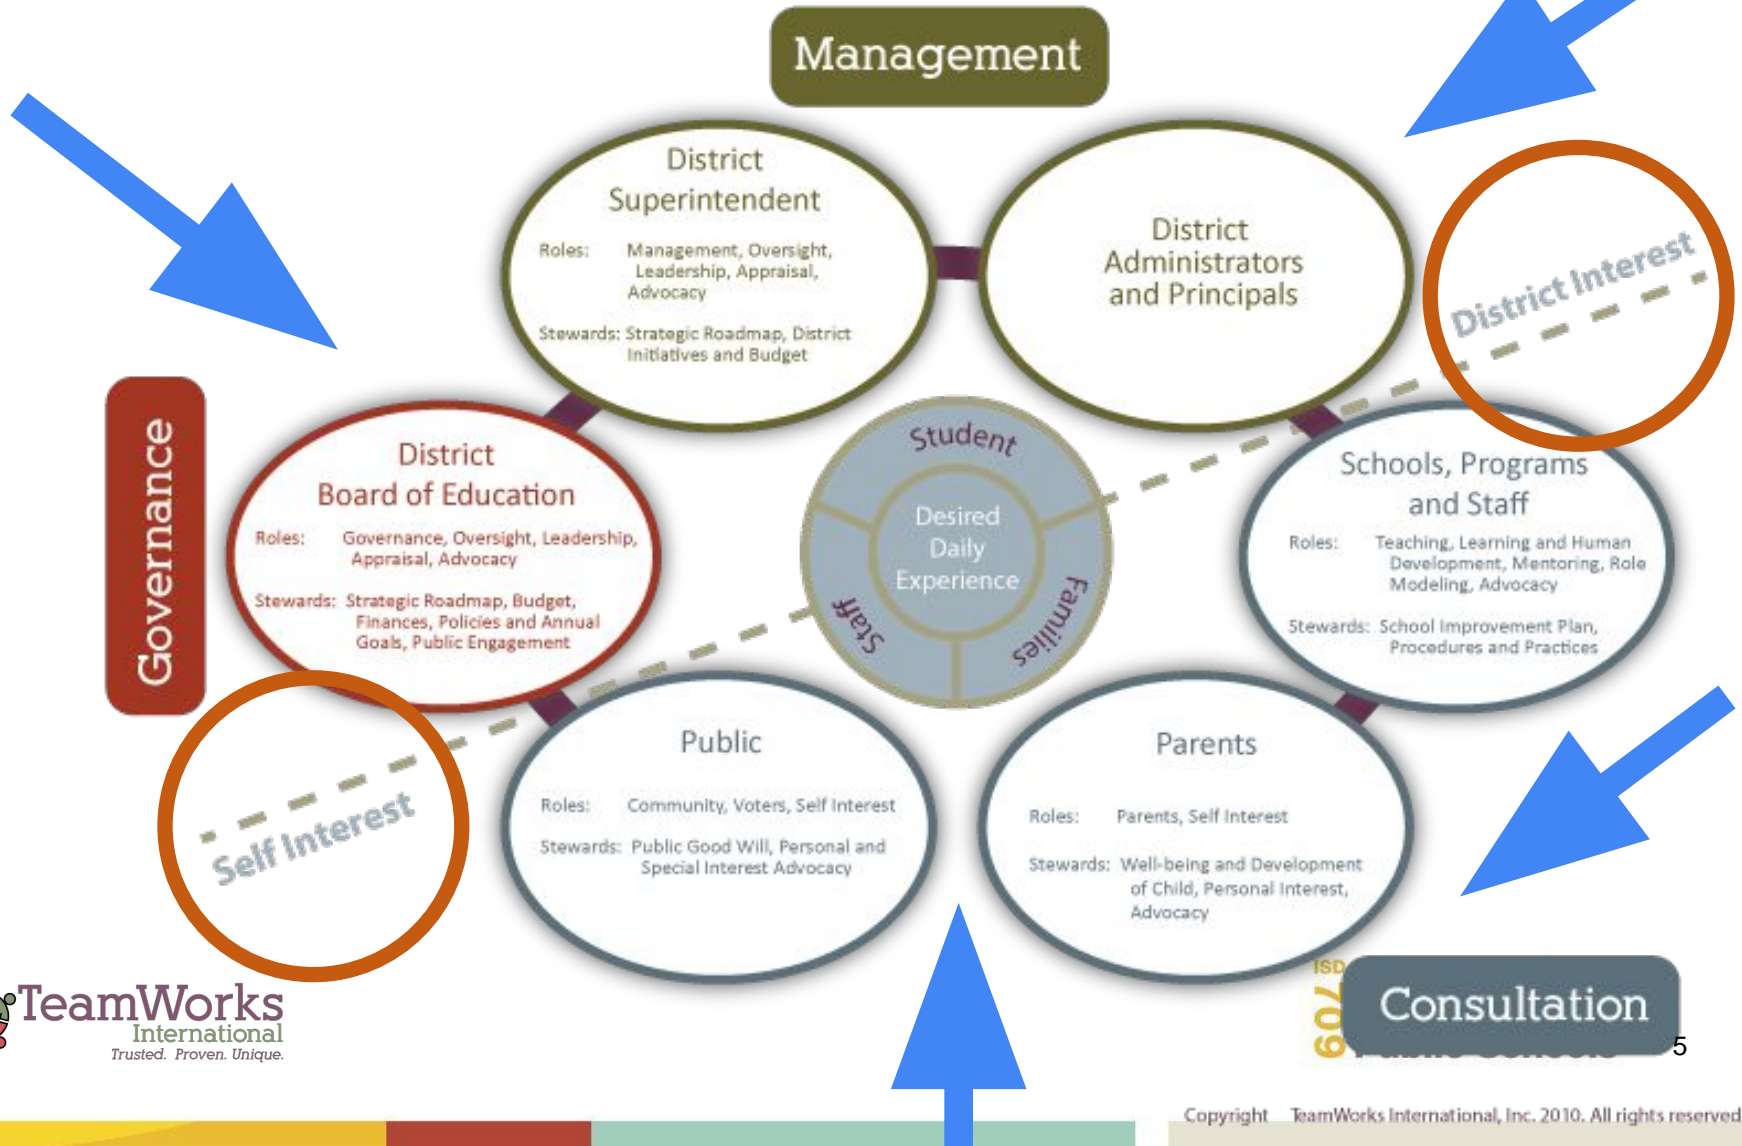 Management
District
Superintendent
Roles: Management, Oversight,
Leadership, Appraisal,
Advocacy
Stewards: Strategic Roadmap, District
Initiatives and Budget
District
Administrators
and Principals
District Interest
Governance
District
Board of Education
Roles: Governance, Oversight, Leadership,
Appraisal, Advocacy
Stewards: Strategic Roadmap, Budget,
Finances, Policies and Annual
Goals, Public Engagement
Student
Families
Staff
Desired
Daily
Experience
Schools, Programs
and Staff
Roles: Teaching, Learning and Human
Development, Mentoring, Role
Modeling, Advocacy
Stewards: School Improvement Plan,
Procedures and Practices
Self Interest
Public
Roles: Community, Voters, Self Interest
Stewards: Public Good Will, Personal and
Special Interest Advocacy
Parents
Roles: Parents, Self Interest
Stewards: Well-being and Development
of Child, Personal Interest,
Advocacy
TeamWorks
International
Trusted. Proven. Unique.
ISD
709
Consultation
5
Copyright TeamWorks International, Inc. 2010. All rights reserved